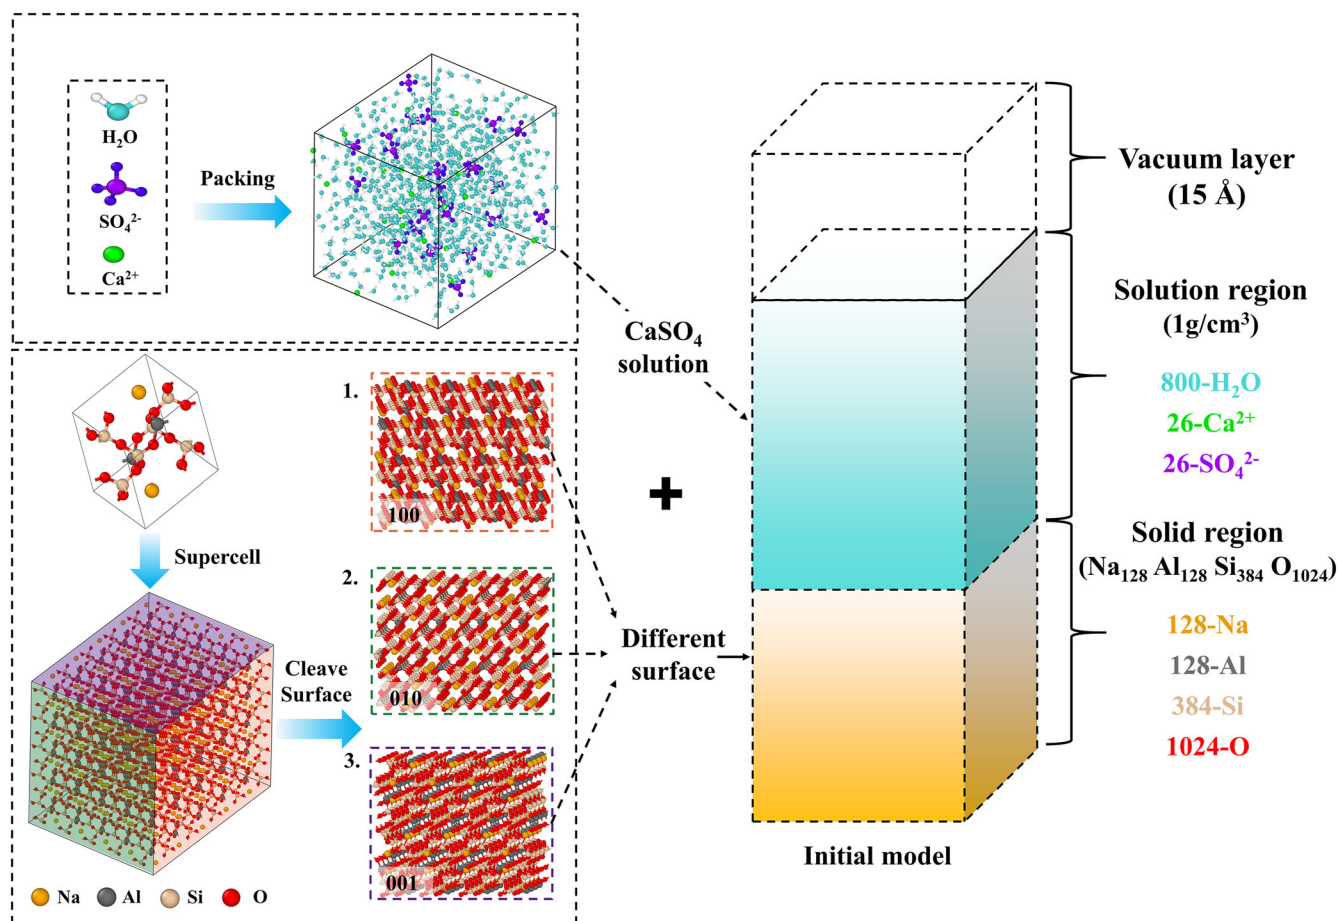 H₂O
SO₄²⁻
Ca²⁺
Packing
CaSO₄
solution
Supercell
Cleave
Surface
1.
100
2.
010
3.
001
Na
Al
Si
O
Different
surface
+
Vacuum layer
(15 Å)
Solution region
(1g/cm³)
800-H₂O
26-Ca²⁺
26-SO₄²⁻
Solid region
(Na₁₂₈ Al₁₂₈ Si₃₈₄ O₁₀₂₄)
128-Na
128-Al
384-Si
1024-O
Initial model